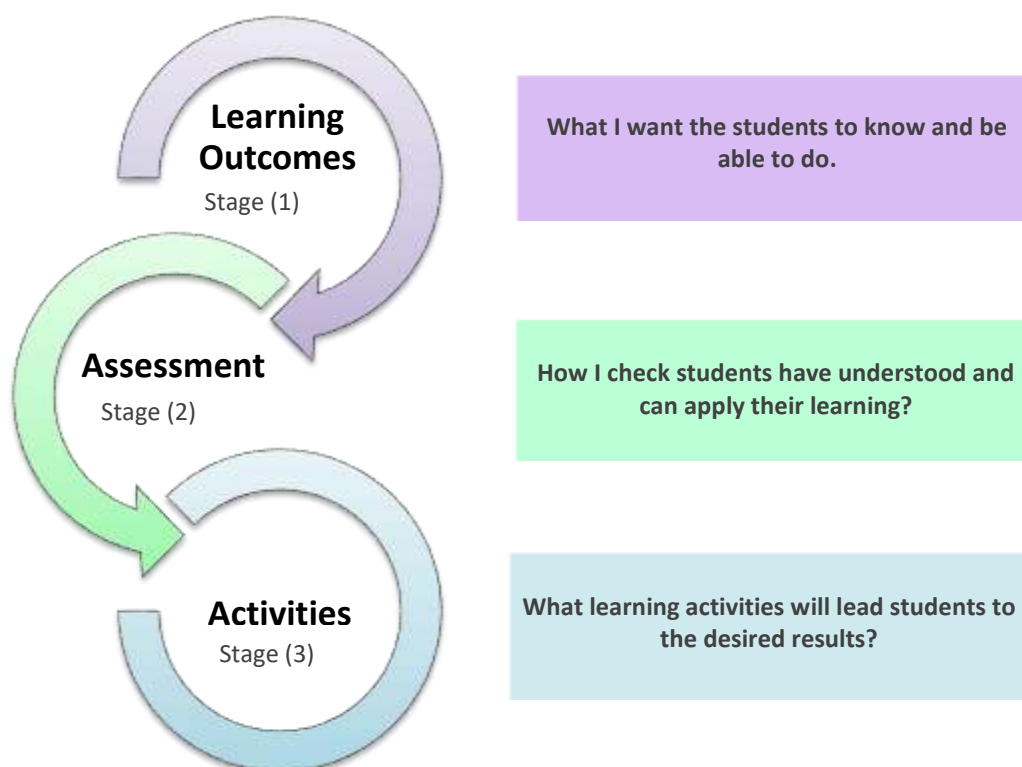 Learning
Outcomes
Stage (1)
What I want the students to know and be
able to do.
Assessment
Stage (2)
How I check students have understood and
can apply their learning?
Activities
Stage (3)
What learning activities will lead students to
the desired results?